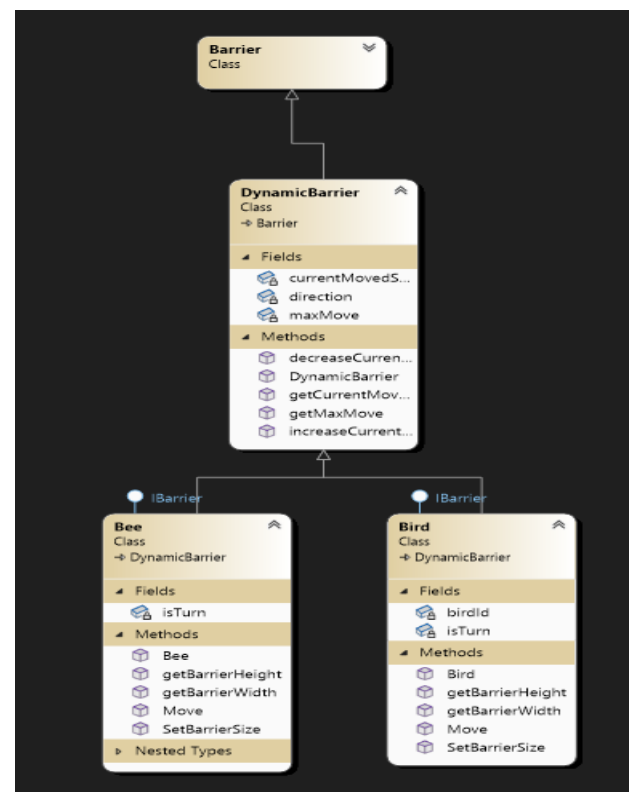 Barrier
Class
DynamicBarrier
Class
Barrier
Fields
currentMovedS...
direction
maxMove
Methods
decreaseCurren...
DynamicBarrier
getCurrentMov...
getMaxMove
increaseCurrent...
IBarrier
Bee
Class
DynamicBarrier
Fields
isTurn
Methods
Bee
getBarrierHeight
getBarrierWidth
Move
SetBarrierSize
Nested Types
IBarrier
Bird
Class
DynamicBarrier
Fields
birdId
isTurn
Methods
Bird
getBarrierHeight
getBarrierWidth
Move
SetBarrierSize